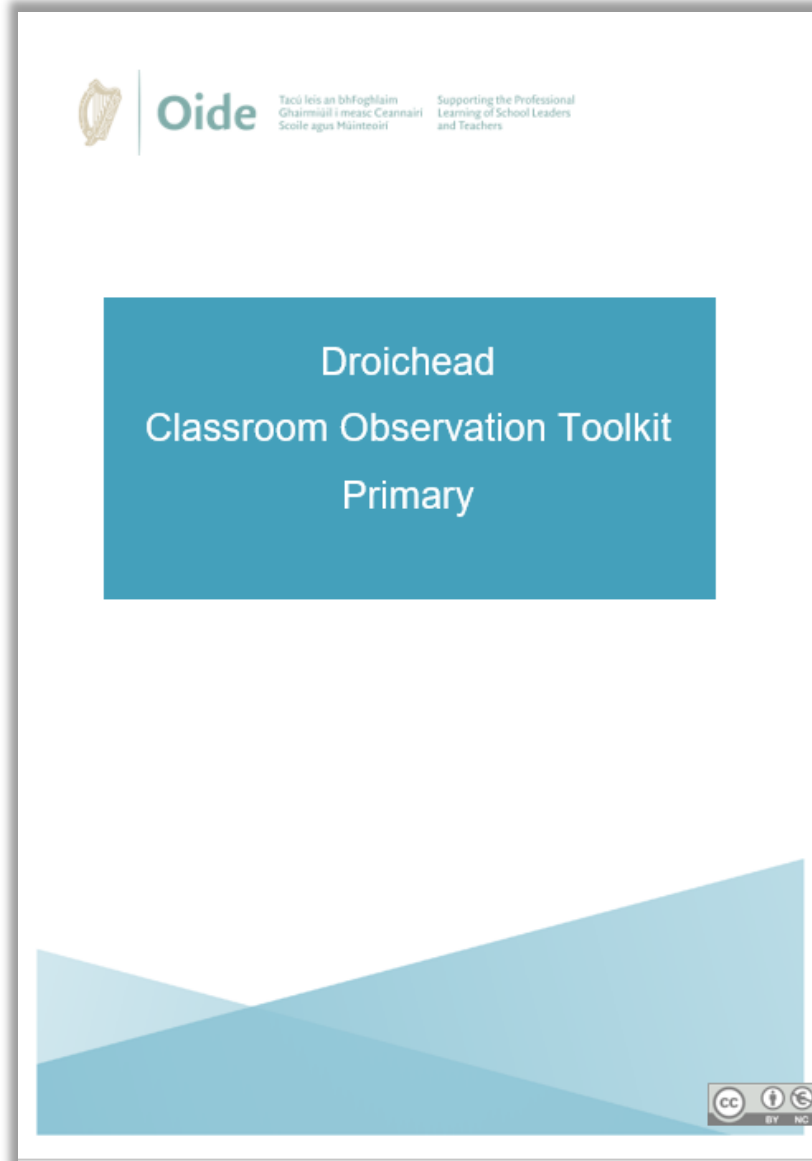 Oide
Tacú leis an bhFoghlaim
Ghairmiúil i measc Ceannairí
Scoile agus Múinteoirí
Supporting the Professional
Learning of School Leaders
and Teachers
Droichead
Classroom Observation Toolkit
Primary
cc
BY NC